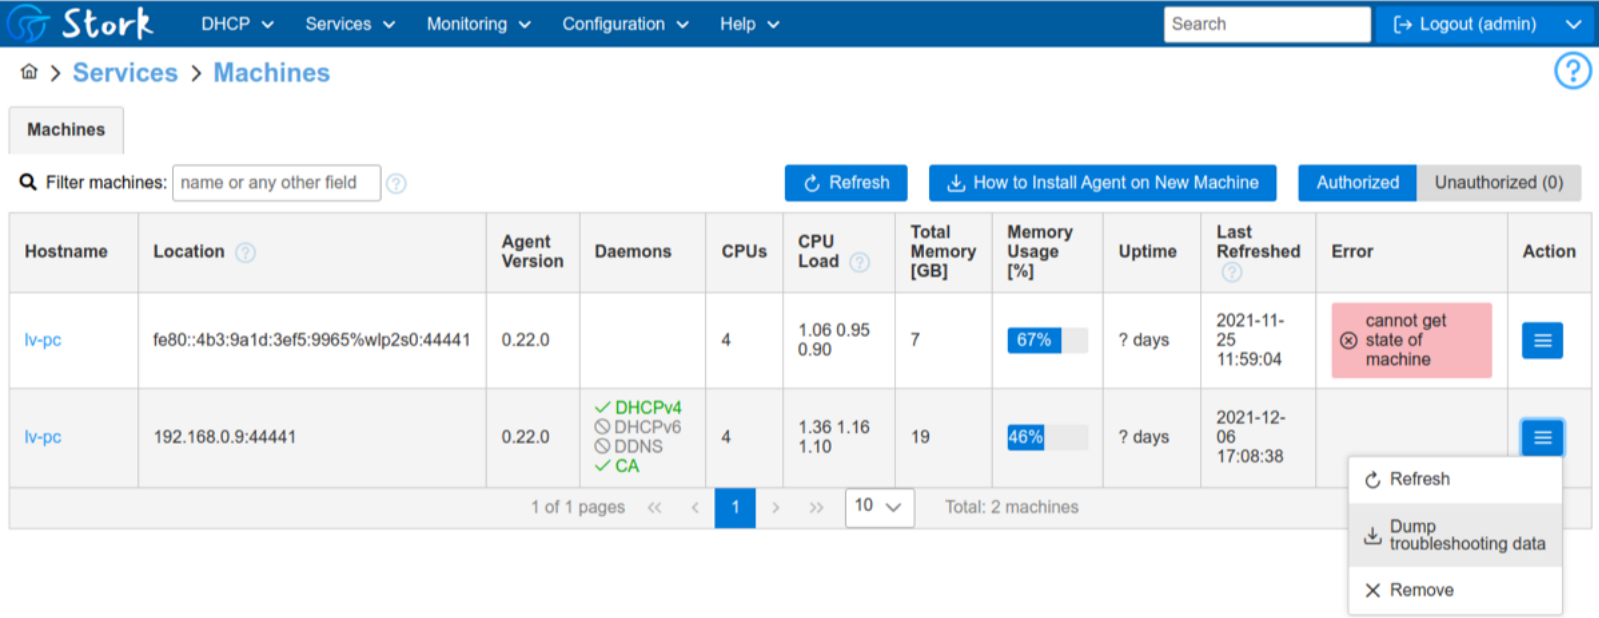 Stork DHCP Services Monitoring Configuration Help Search Logout (admin)
> Services > Machines ?
Machines
Filter machines: name or any other field ? Refresh How to Install Agent on New Machine Authorized Unauthorized (0)
Hostname
Location ?
Agent
Version
Daemons
CPUs
CPU
Load ?
Total
Memory
[GB]
Memory
Usage
[%]
Uptime
Last
Refreshed
?
Error
Action
lv-pc
fe80::4b3:9a1d:3ef5:9965%wlp2s0:44441
0.22.0
4
1.06 0.95
0.90
7
67%
? days
2021-11-
25
11:59:04
cannot get
state of
machine
lv-pc
192.168.0.9:44441
0.22.0
DHCPv4
DHCPv6
DDNS
CA
4
1.36 1.16
1.10
19
46%
? days
2021-12-
06
17:08:38
1 of 1 pages << < 1 > >> 10 Total: 2 machines
Refresh
Dump
troubleshooting data
Remove